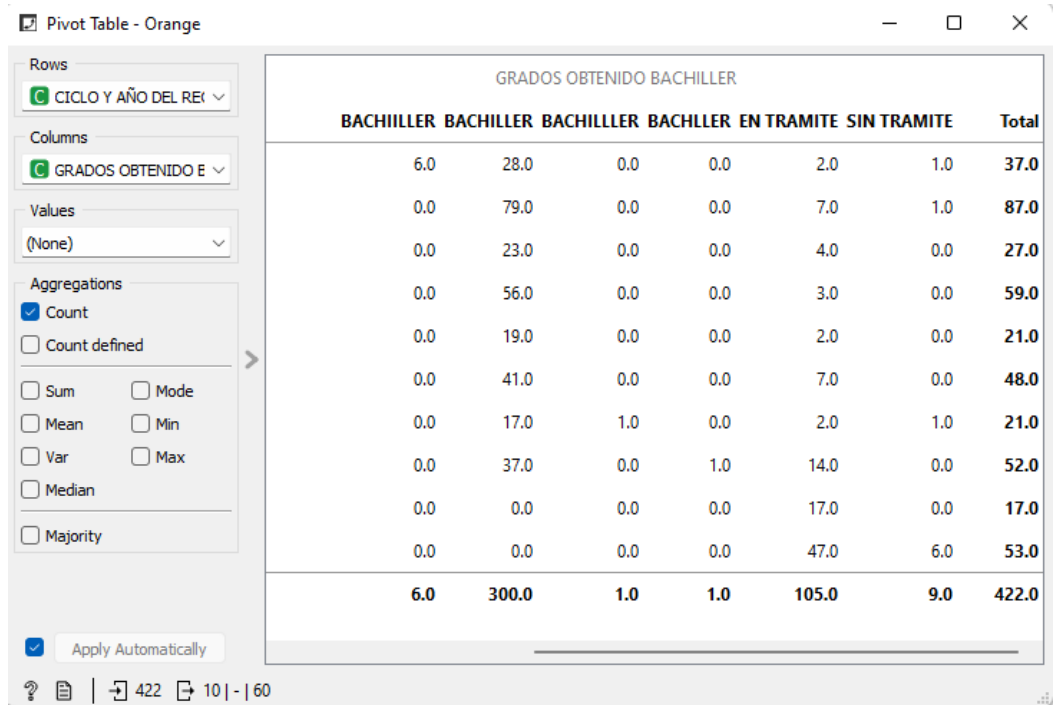 Pivot Table - Orange
Rows
C CICLO Y AÑO DEL REC
Columns
C GRADOS OBTENIDO B
Values
(None)
Aggregations
Count
Count defined
Sum Mode
Mean Min
Var Max
Median
Majority
Apply Automatically
GRADOS OBTENIDO BACHILLER
BACHIILLER BACHILLER BACHILLLER BACHLLER EN TRAMITE SIN TRAMITE Total
6.0 28.0 0.0 0.0 2.0 1.0 37.0
0.0 79.0 0.0 0.0 7.0 1.0 87.0
0.0 23.0 0.0 0.0 4.0 0.0 27.0
0.0 56.0 0.0 0.0 3.0 0.0 59.0
0.0 19.0 0.0 0.0 2.0 0.0 21.0
0.0 41.0 0.0 0.0 7.0 0.0 48.0
0.0 17.0 1.0 0.0 2.0 1.0 21.0
0.0 37.0 0.0 1.0 14.0 0.0 52.0
0.0 0.0 0.0 0.0 17.0 0.0 17.0
0.0 0.0 0.0 0.0 47.0 6.0 53.0
6.0 300.0 1.0 1.0 105.0 9.0 422.0
? 422 10 | - | 60